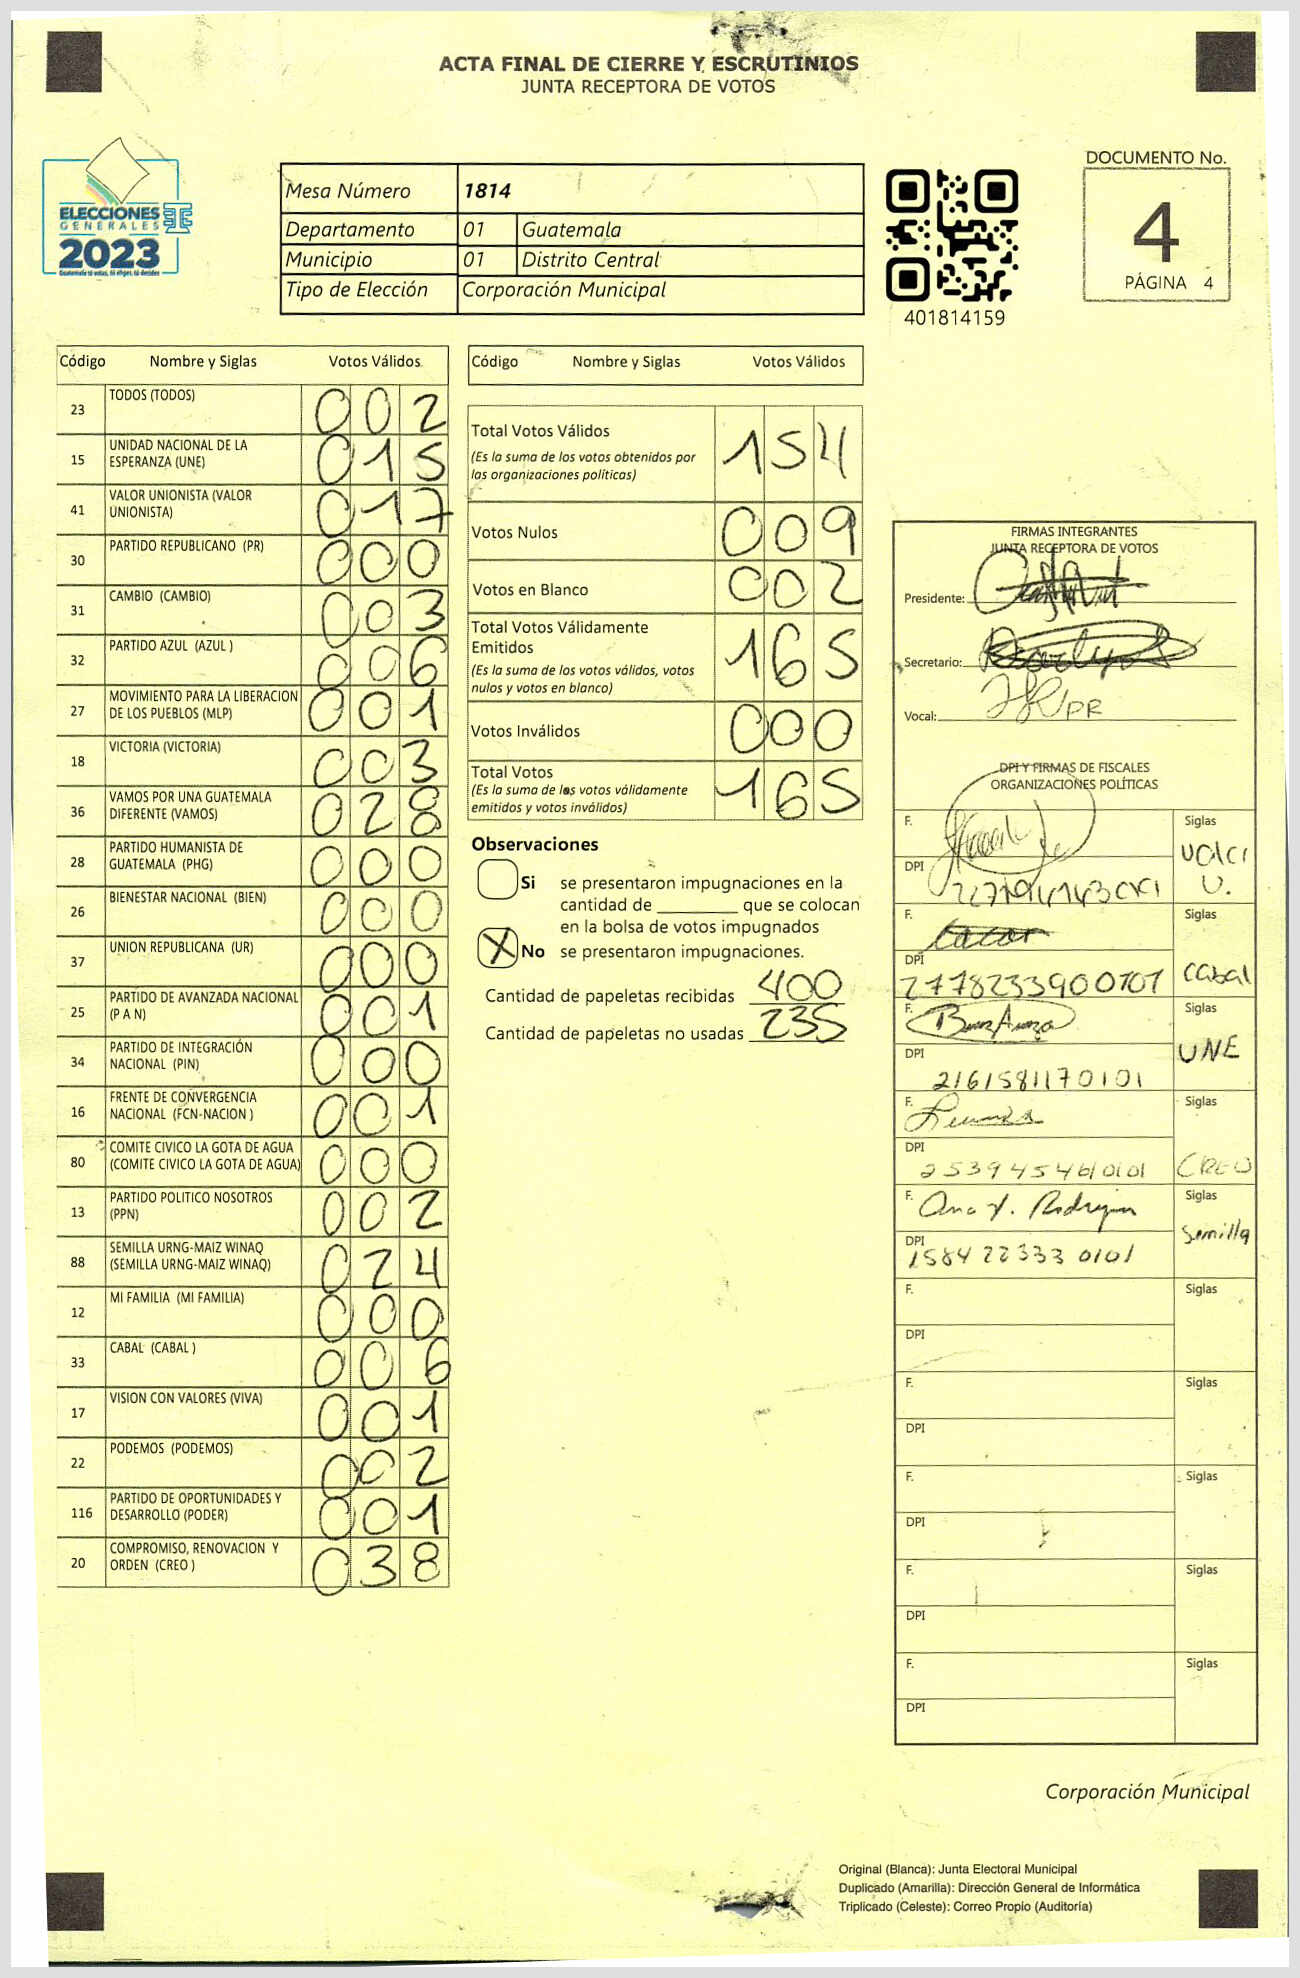 ACTA FINAL DE CIERRE Y ESCRUTINIOS
JUNTA RECEPTORA DE VOTOS
ELECCIONES
GENERALES
2023
Guatemala tú votas, tú eliges, tú decides
Mesa Número 1814
Departamento 01 Guatemala
Municipio 01 Distrito Central
Tipo de Elección Corporación Municipal
401814159
DOCUMENTO No.
4
PÁGINA 4
Código Nombre y Siglas Votos Válidos
23 TODOS (TODOS) 002
15 UNIDAD NACIONAL DE LA ESPERANZA (UNE) 015
41 VALOR UNIONISTA (VALOR UNIONISTA) 017
30 PARTIDO REPUBLICANO (PR) 000
31 CAMBIO (CAMBIO) 003
32 PARTIDO AZUL (AZUL ) 006
27 MOVIMIENTO PARA LA LIBERACION DE LOS PUEBLOS (MLP) 001
18 VICTORIA (VICTORIA) 003
36 VAMOS POR UNA GUATEMALA DIFERENTE (VAMOS) 028
28 PARTIDO HUMANISTA DE GUATEMALA (PHG) 000
26 BIENESTAR NACIONAL (BIEN) 000
37 UNION REPUBLICANA (UR) 000
25 PARTIDO DE AVANZADA NACIONAL (P A N) 001
34 PARTIDO DE INTEGRACIÓN NACIONAL (PIN) 000
16 FRENTE DE CONVERGENCIA NACIONAL (FCN-NACION ) 001
80 COMITE CIVICO LA GOTA DE AGUA (COMITE CIVICO LA GOTA DE AGUA) 000
13 PARTIDO POLITICO NOSOTROS (PPN) 002
88 SEMILLA URNG-MAIZ WINAQ (SEMILLA URNG-MAIZ WINAQ) 024
12 MI FAMILIA (MI FAMILIA) 000
33 CABAL (CABAL ) 006
17 VISION CON VALORES (VIVA) 001
22 PODEMOS (PODEMOS) 002
116 PARTIDO DE OPORTUNIDADES Y DESARROLLO (PODER) 001
20 COMPROMISO, RENOVACION Y ORDEN (CREO ) 038
Código Nombre y Siglas Votos Válidos
Total Votos Válidos 154
(Es la suma de los votos obtenidos por
las organizaciones políticas)
Votos Nulos 009
Votos en Blanco 002
Total Votos Válidamente
Emitidos 165
(Es la suma de los votos válidos, votos
nulos y votos en blanco)
Votos Inválidos 000
Total Votos 165
(Es la suma de los votos válidamente
emitidos y votos inválidos)
Observaciones
Si se presentaron impugnaciones en la
cantidad de ________ que se colocan
en la bolsa de votos impugnados
X No se presentaron impugnaciones.
Cantidad de papeletas recibidas 400
Cantidad de papeletas no usadas 235
FIRMAS INTEGRANTES
JUNTA RECEPTORA DE VOTOS
Presidente:
Secretario:
Vocal:
DPI Y FIRMAS DE FISCALES
ORGANIZACIONES POLÍTICAS
F. Siglas
DPI
U.
F. Siglas
DPI 2778233900101 Cabal
F. Siglas
DPI 2161581170101 UNE
F. Siglas
DPI 2539454610101 CREO
F. Ana Y. Rodriguez Siglas
DPI 1584223330101 Semilla
F. Siglas
DPI
F. Siglas
DPI
F. Siglas
DPI
F. Siglas
DPI
F. Siglas
DPI
Corporación Municipal
Original (Blanca): Junta Electoral Municipal
Duplicado (Amarilla): Dirección General de Informática
Triplicado (Celeste): Correo Propio (Auditoría)